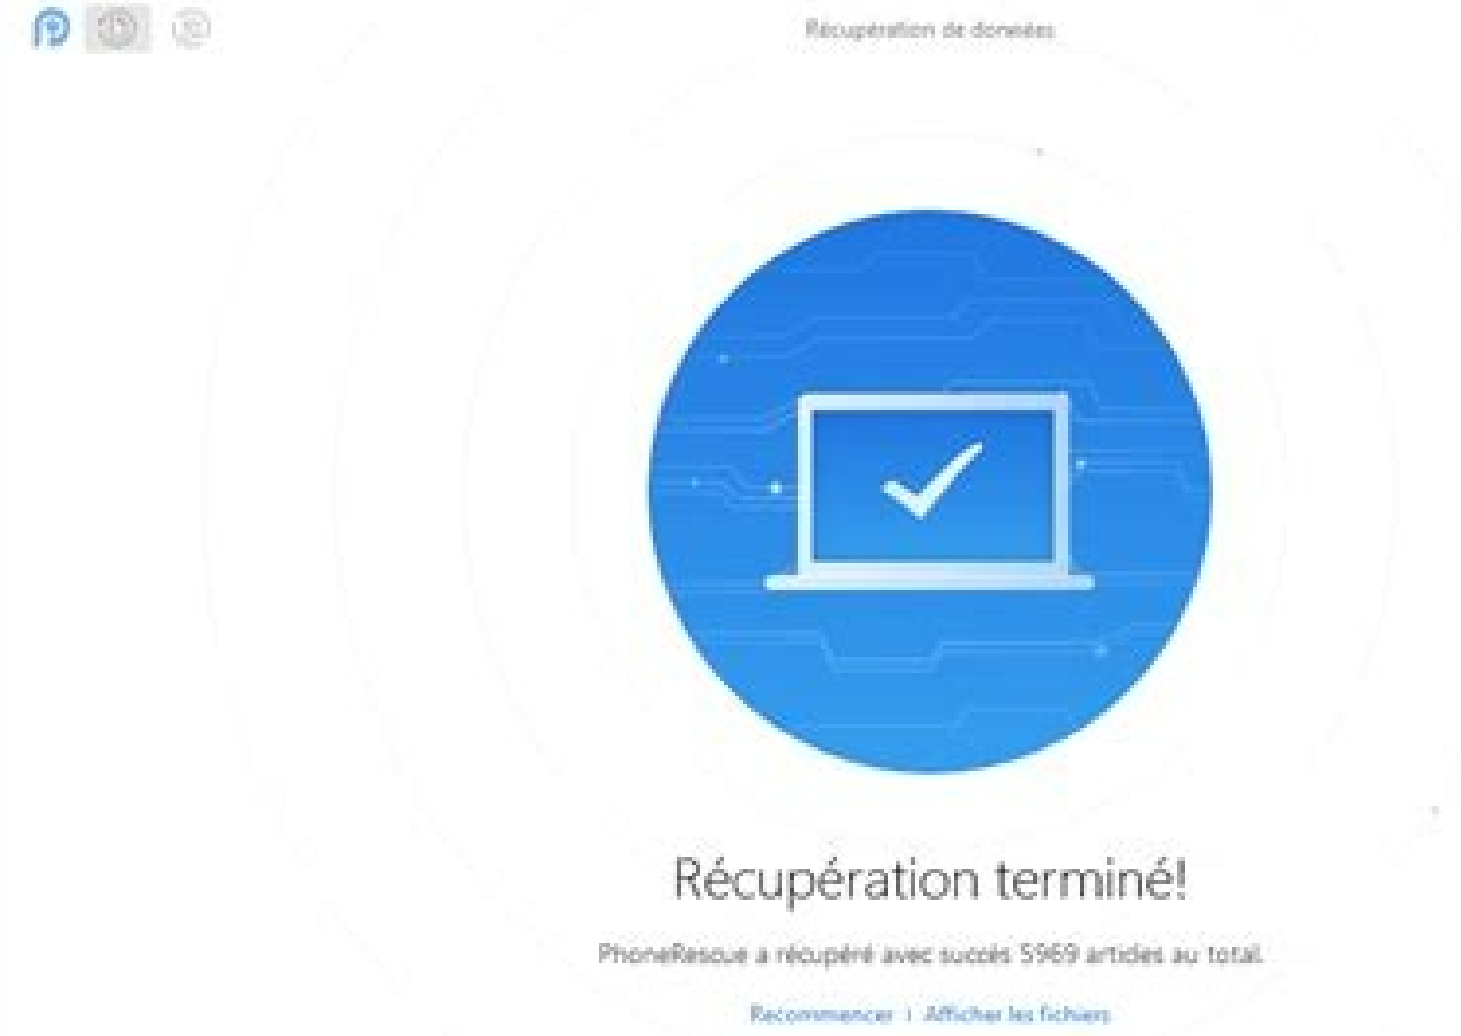 Récupération de données
Récupération terminé!
PhoneRescue a récupéré avec succès 5969 articles au total.
Recommencer | Afficher les fichiers